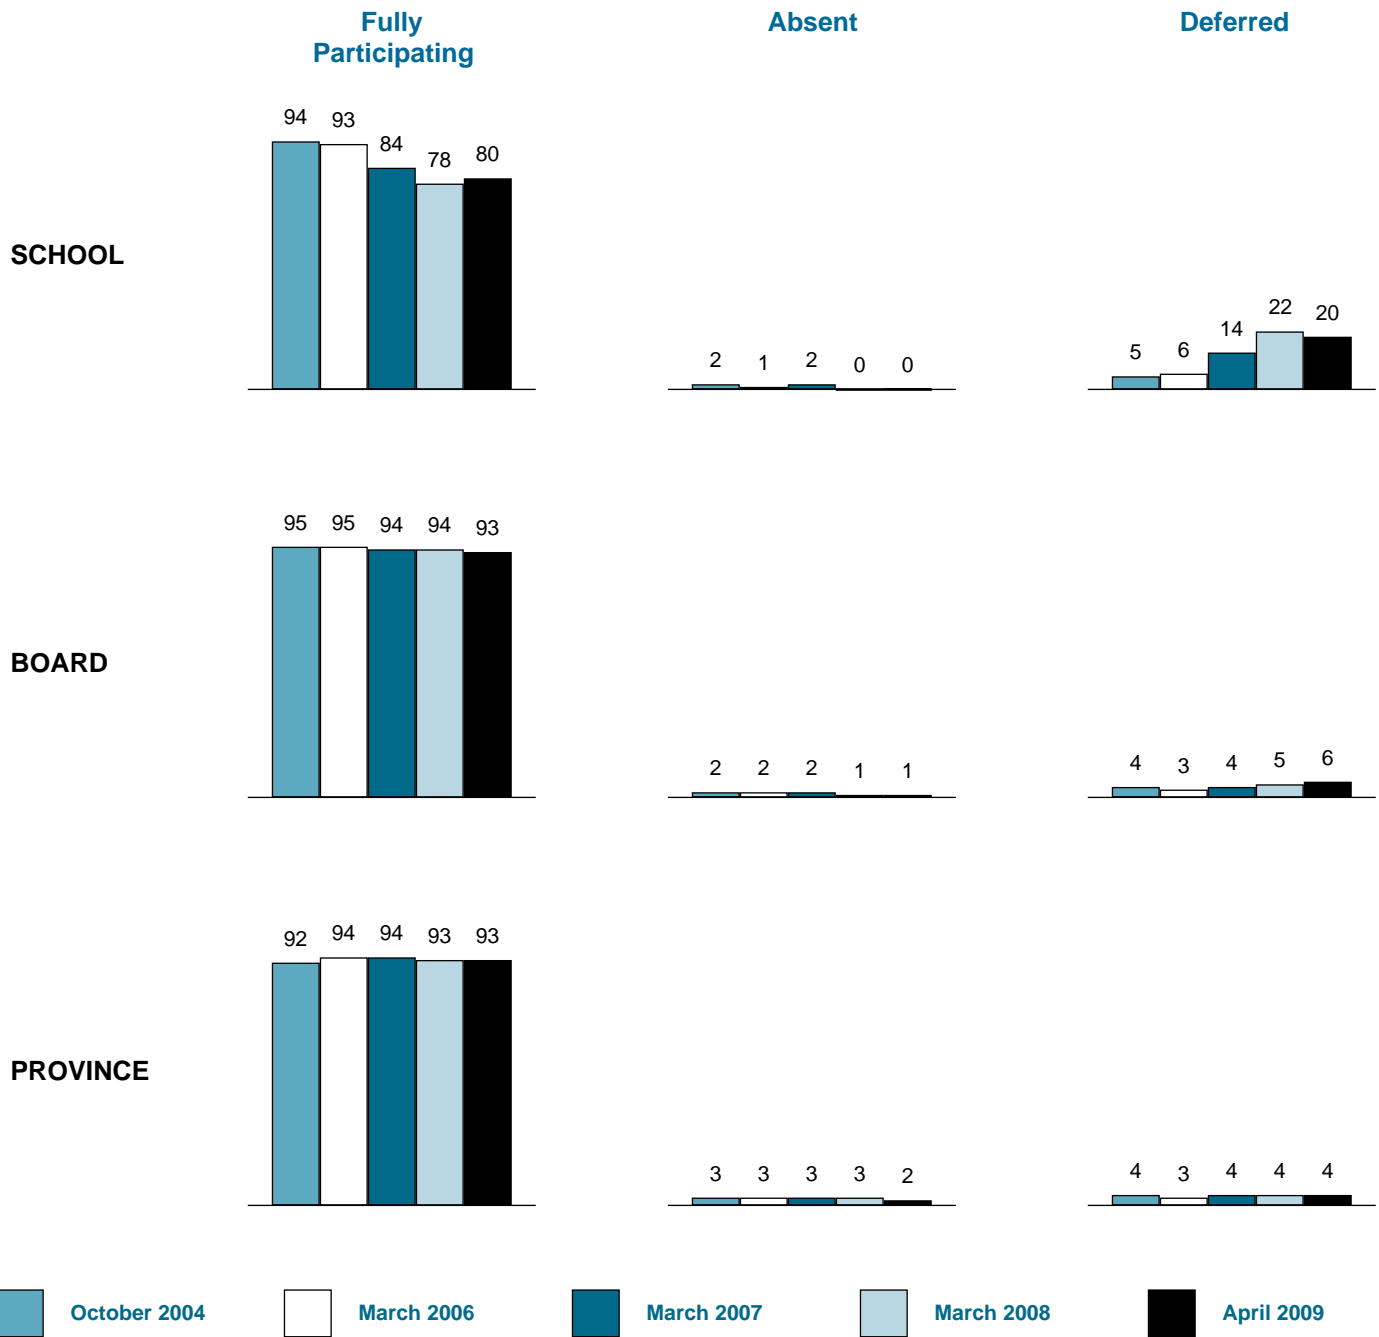 Fully
Participating
Absent
Deferred
94 93 84 78 80
2 1 2 0 0
5 6 14 22 20
SCHOOL
95 95 94 94 93
2 2 2 1 1
4 3 4 5 6
BOARD
92 94 94 93 93
3 3 3 3 2
4 3 4 4 4
PROVINCE
October 2004
March 2006
March 2007
March 2008
April 2009